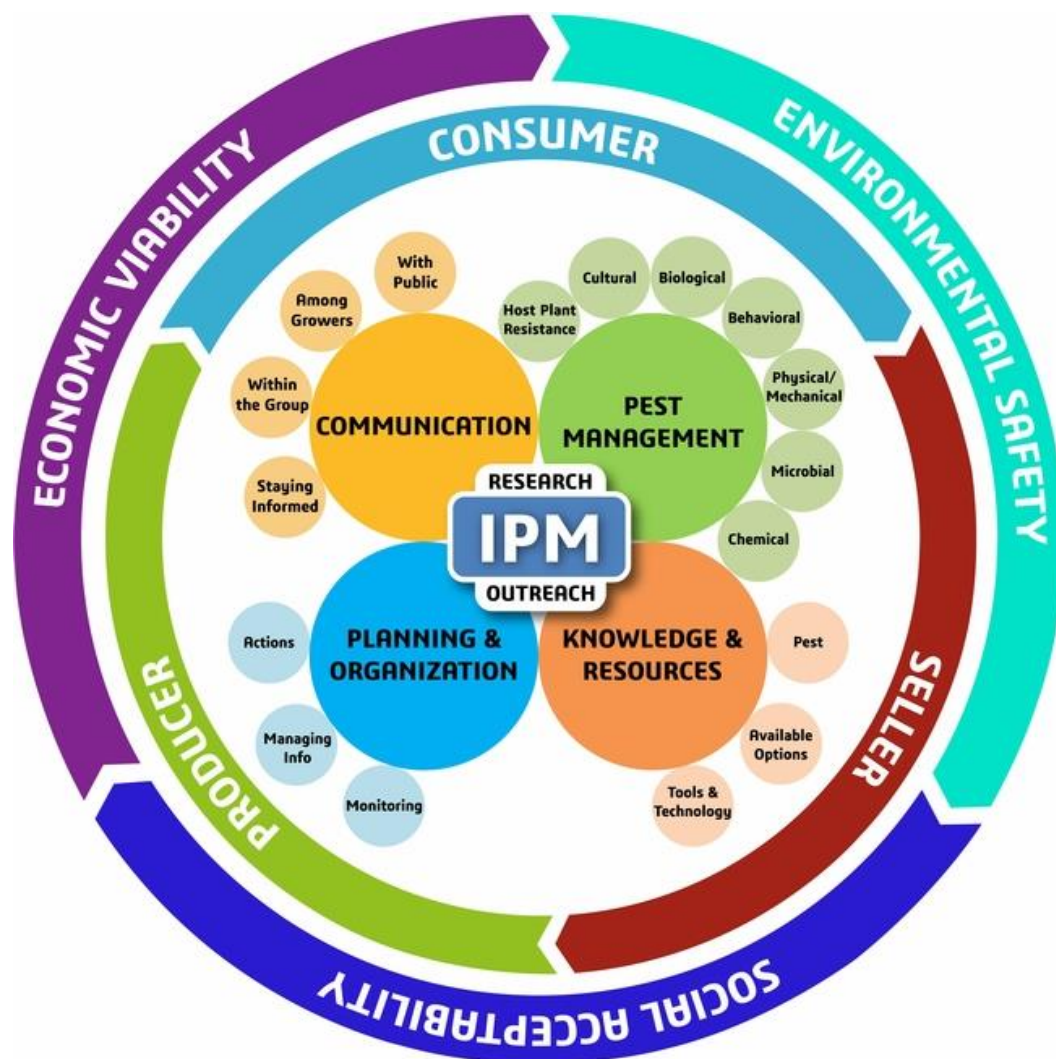 ECONOMIC VIABILITY
ENVIRONMENTAL SAFETY
SOCIAL ACCEPTABILITY
CONSUMER
SELLER
PRODUCER
With
Public
Among
Growers
Within
the Group
Staying
Informed
COMMUNICATION
Host Plant
Resistance
Cultural
Biological
Behavioral
Physical/
Mechanical
Microbial
Chemical
PEST
MANAGEMENT
RESEARCH
IPM
OUTREACH
PLANNING &
ORGANIZATION
Actions
Managing
Info
Monitoring
KNOWLEDGE &
RESOURCES
Pest
Available
Options
Tools &
Technology